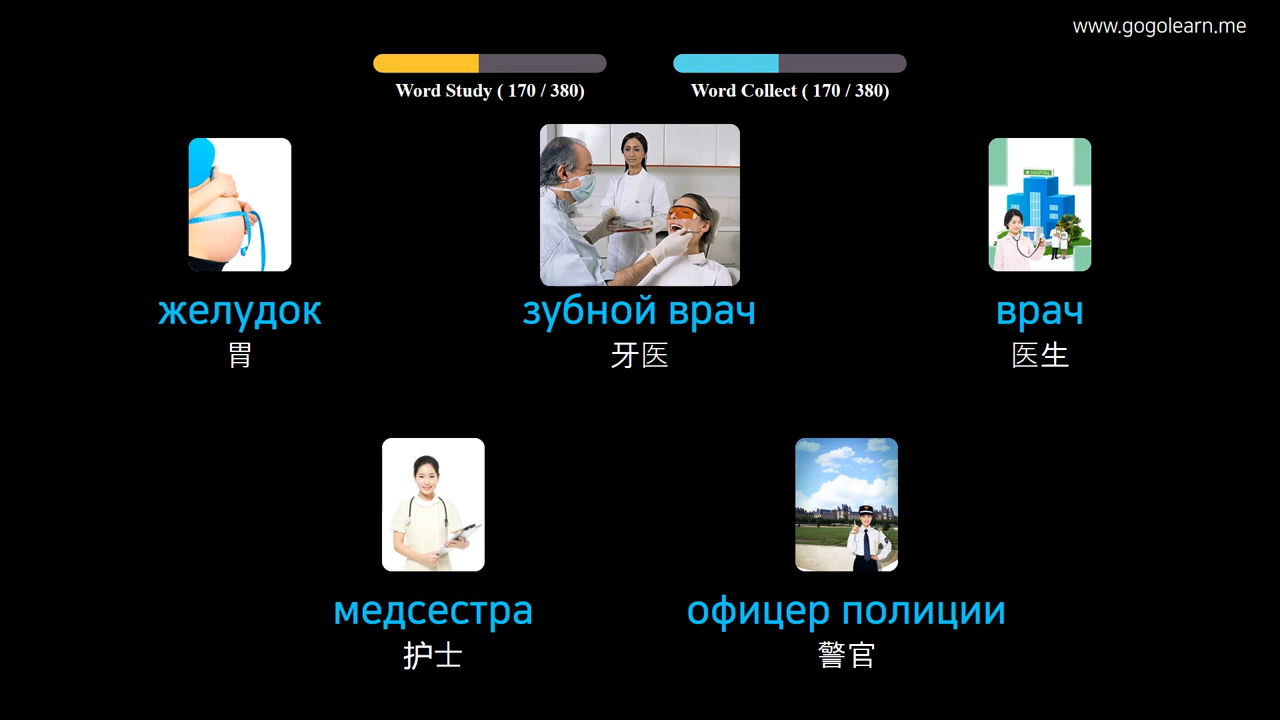 www.gogolearn.me
Word Study ( 170 / 380)
Word Collect ( 170 / 380)
HOSPITAL
желудок
胃
зубной врач
牙医
врач
医生
медсестра
护士
офицер полиции
警官